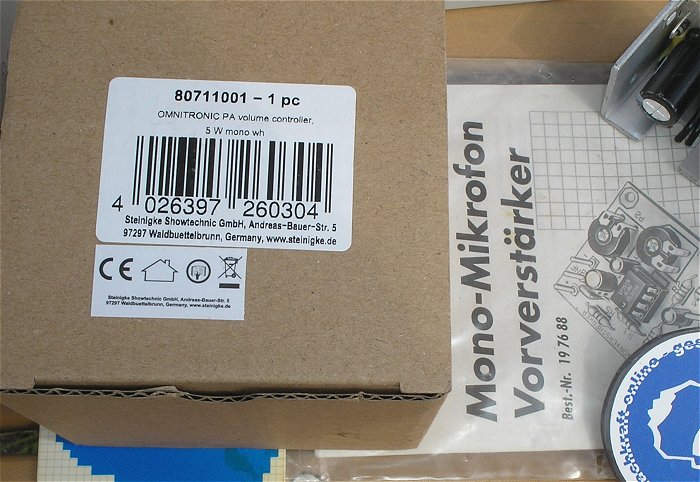 80711001 – 1 pc
OMNITRONIC PA volume controller,
5 W mono wh
4 026397 260304
Steinigke Showtechnic GmbH, Andreas-Bauer-Str. 5
97297 Waldbuettelbrunn, Germany, www.steinigke.de
CE
Steinigke Showtechnic GmbH, Andreas-Bauer-Str. 5
97297 Waldbuettelbrunn, Germany, www.steinigke.de
Mono-Mikrofon
Vorverstärker
Best.-Nr. 19 76 88